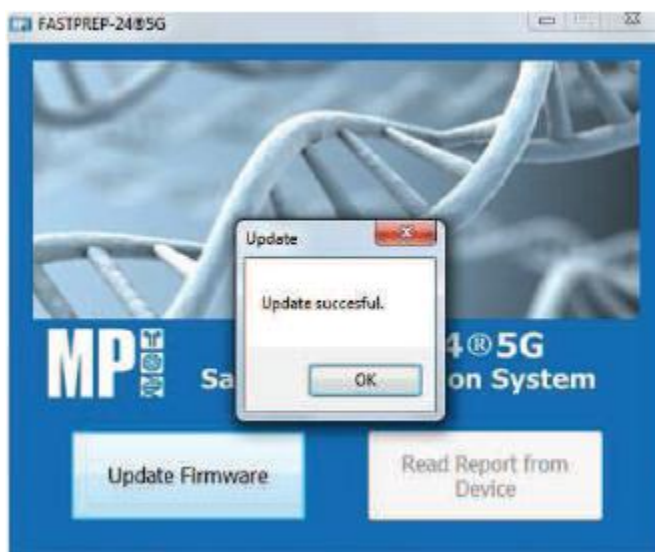 FASTPREP-24®5G
Update
Update succesful.
OK
MP
4®5G
Sa
on System
Update Firmware
Read Report from
Device